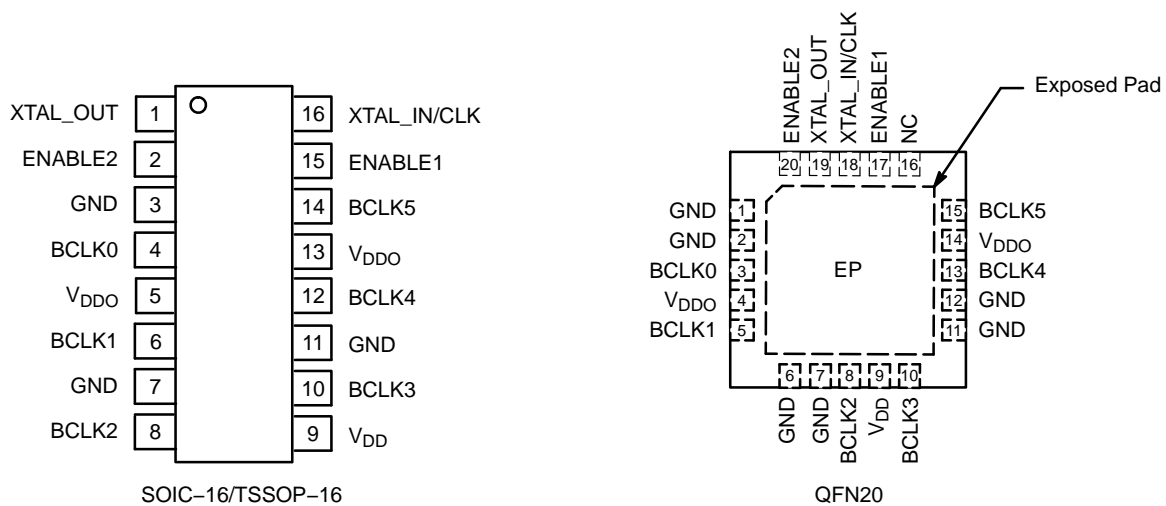 XTAL_OUT 1 16 XTAL_IN/CLK
ENABLE2 2 15 ENABLE1
GND 3 14 BCLK5
BCLK0 4 13 VDDO
VDDO 5 12 BCLK4
BCLK1 6 11 GND
GND 7 10 BCLK3
BCLK2 8 9 VDD
SOIC−16/TSSOP−16
ENABLE2
XTAL_OUT
XTAL_IN/CLK
ENABLE1
NC
Exposed Pad
20 19 18 17 16
GND 1 15 BCLK5
GND 2 14 VDDO
BCLK0 3 EP 13 BCLK4
VDDO 4 12 GND
BCLK1 5 11 GND
6 7 8 9 10
GND
GND
BCLK2
VDD
BCLK3
QFN20